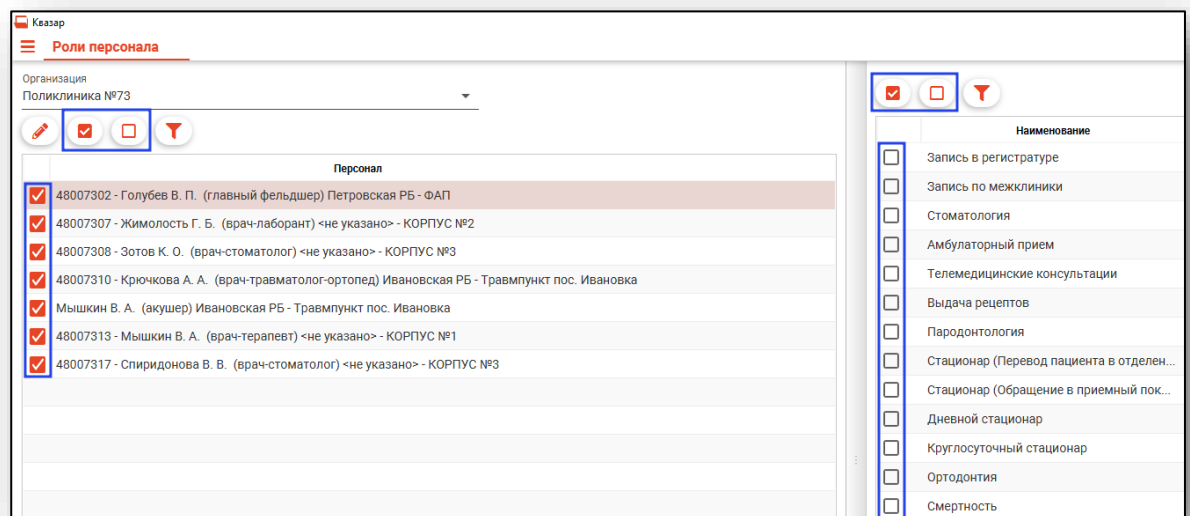 Квазар
Роли персонала
Организация
Поликлиника №73
Персонал
48007302 - Голубев В. П. (главный фельдшер) Петровская РБ - ФАП
48007307 - Жимолость Г. Б. (врач-лаборант) <не указано> - КОРПУС №2
48007308 - Зотов К. О. (врач-стоматолог) <не указано> - КОРПУС №3
48007310 - Крючкова А. А. (врач-травматолог-ортопед) Ивановская РБ - Травмпункт пос. Ивановка
Мышкин В. А. (акушер) Ивановская РБ - Травмпункт пос. Ивановка
48007313 - Мышкин В. А. (врач-терапевт) <не указано> - КОРПУС №1
48007317 - Спиридонова В. В. (врач-стоматолог) <не указано> - КОРПУС №3
Наименование
Запись в регистратуре
Запись по межклиники
Стоматология
Амбулаторный прием
Телемедицинские консультации
Выдача рецептов
Пародонтология
Стационар (Перевод пациента в отделен...
Стационар (Обращение в приемный пок...
Дневной стационар
Круглосуточный стационар
Ортодонтия
Смертность